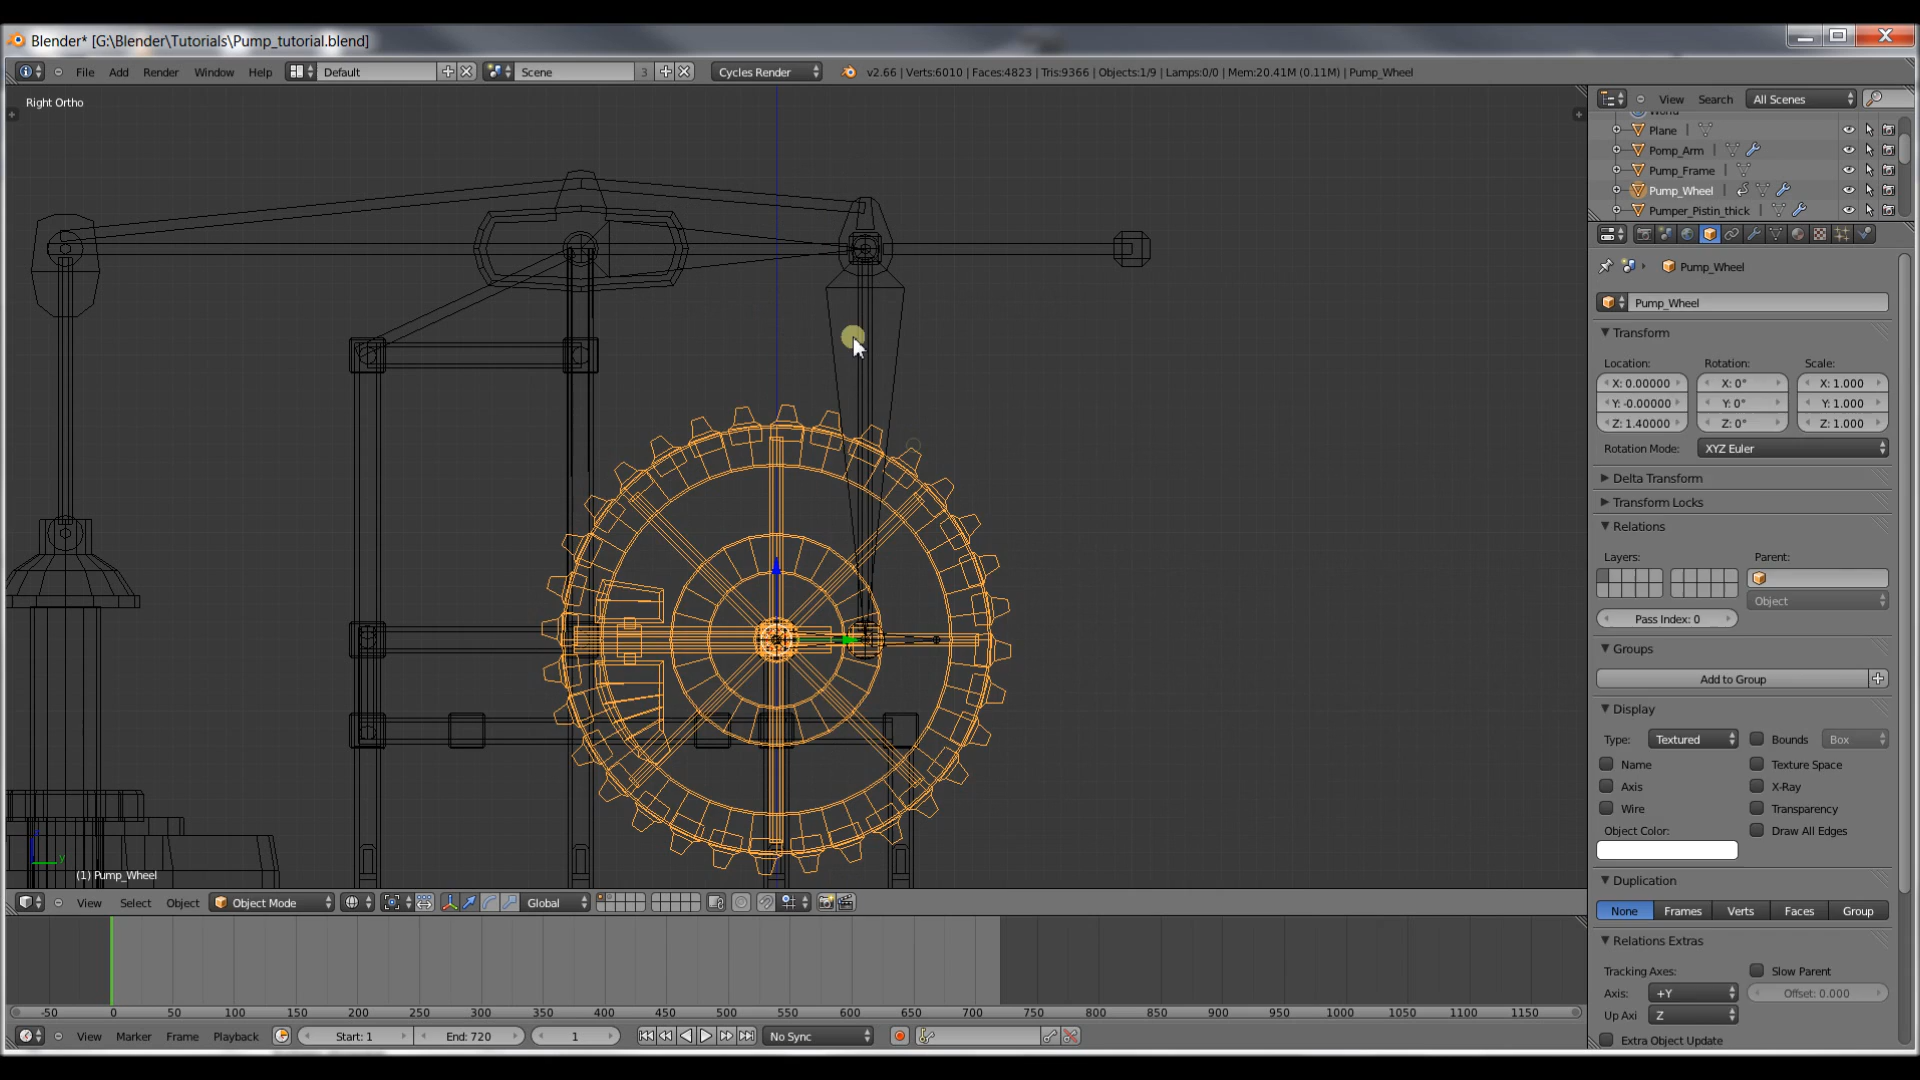 Blender* [G:\Blender\Tutorials\Pump_tutorial.blend]
File Add Render Window Help Default Scene 3 Cycles Render v2.66 | Verts:6010 | Faces:4823 | Tris:9366 | Objects:1/9 | Lamps:0/0 | Mem:20.41M (0.11M) | Pump_Wheel
Right Ortho
View Search All Scenes
World
Plane
Pomp_Arm
Pump_Frame
Pump_Wheel
Pumper_Pistin_thick
Pump_Wheel
Pump_Wheel
Transform
Location: Rotation: Scale:
X: 0.00000 X: 0° X: 1.000
Y: -0.00000 Y: 0° Y: 1.000
Z: 1.40000 Z: 0° Z: 1.000
Rotation Mode: XYZ Euler
Delta Transform
Transform Locks
Relations
Layers: Parent:
Object
Pass Index: 0
Groups
Add to Group
Display
Type: Textured Bounds Box
Name Texture Space
Axis X-Ray
Wire Transparency
Object Color: Draw All Edges
Duplication
None Frames Verts Faces Group
Relations Extras
Tracking Axes: Slow Parent
Axis: +Y Offset: 0.000
Up Axi Z
Extra Object Update
y
(1) Pump_Wheel
View Select Object Object Mode Global
-50 0 50 100 150 200 250 300 350 400 450 500 550 600 650 700 750 800 850 900 950 1000 1050 1100 1150
View Marker Frame Playback Start: 1 End: 720 1 No Sync